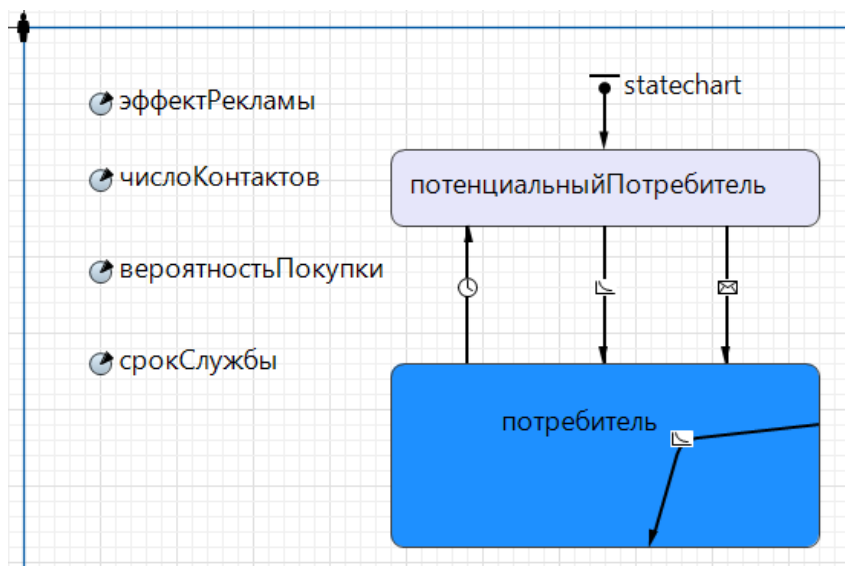 эффектРекламы
числоКонтактов
вероятностьПокупки
срокСлужбы
statechart
потенциальныйПотребитель
потребитель